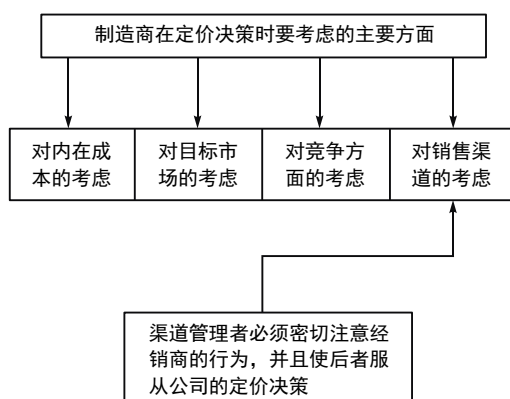 制造商在定价决策时要考虑的主要方面
对内在成
本的考虑
对目标市
场的考虑
对竞争方
面的考虑
对销售渠
道的考虑
渠道管理者必须密切注意经
销商的行为，并且使后者服
从公司的定价决策